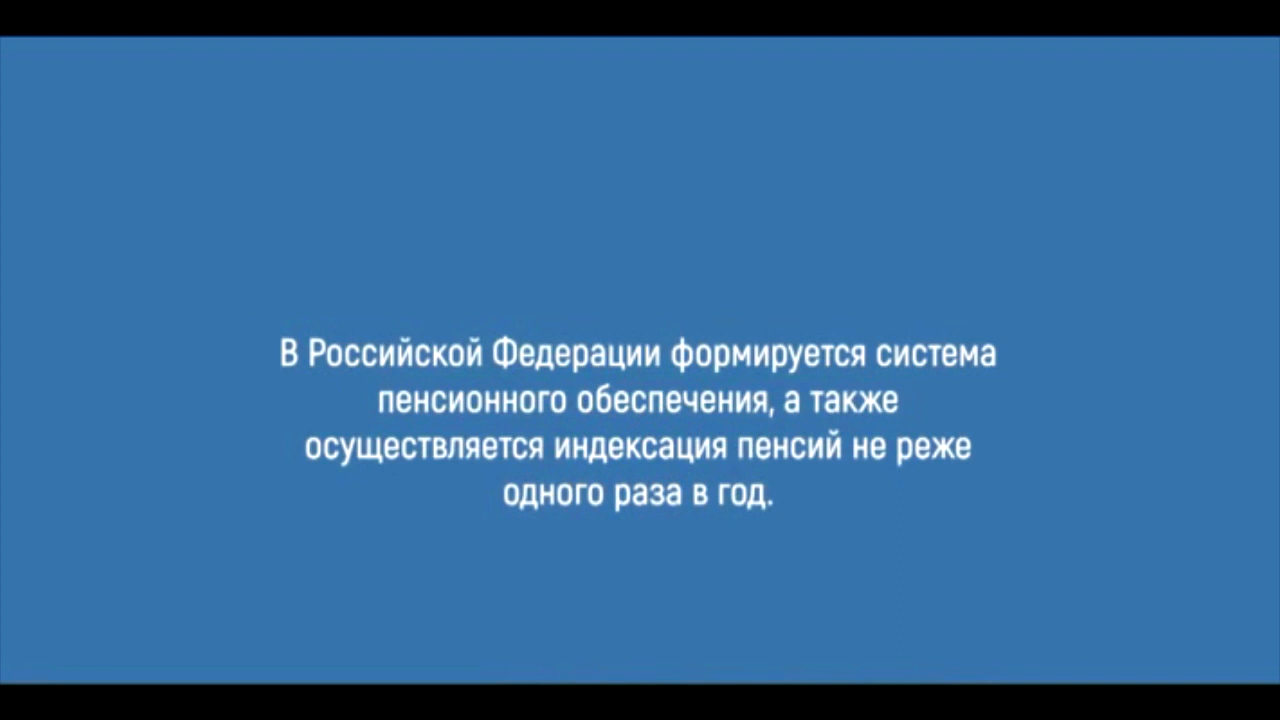 В Российской Федерации формируется система
пенсионного обеспечения, а также
осуществляется индексация пенсий не реже
одного раза в год.